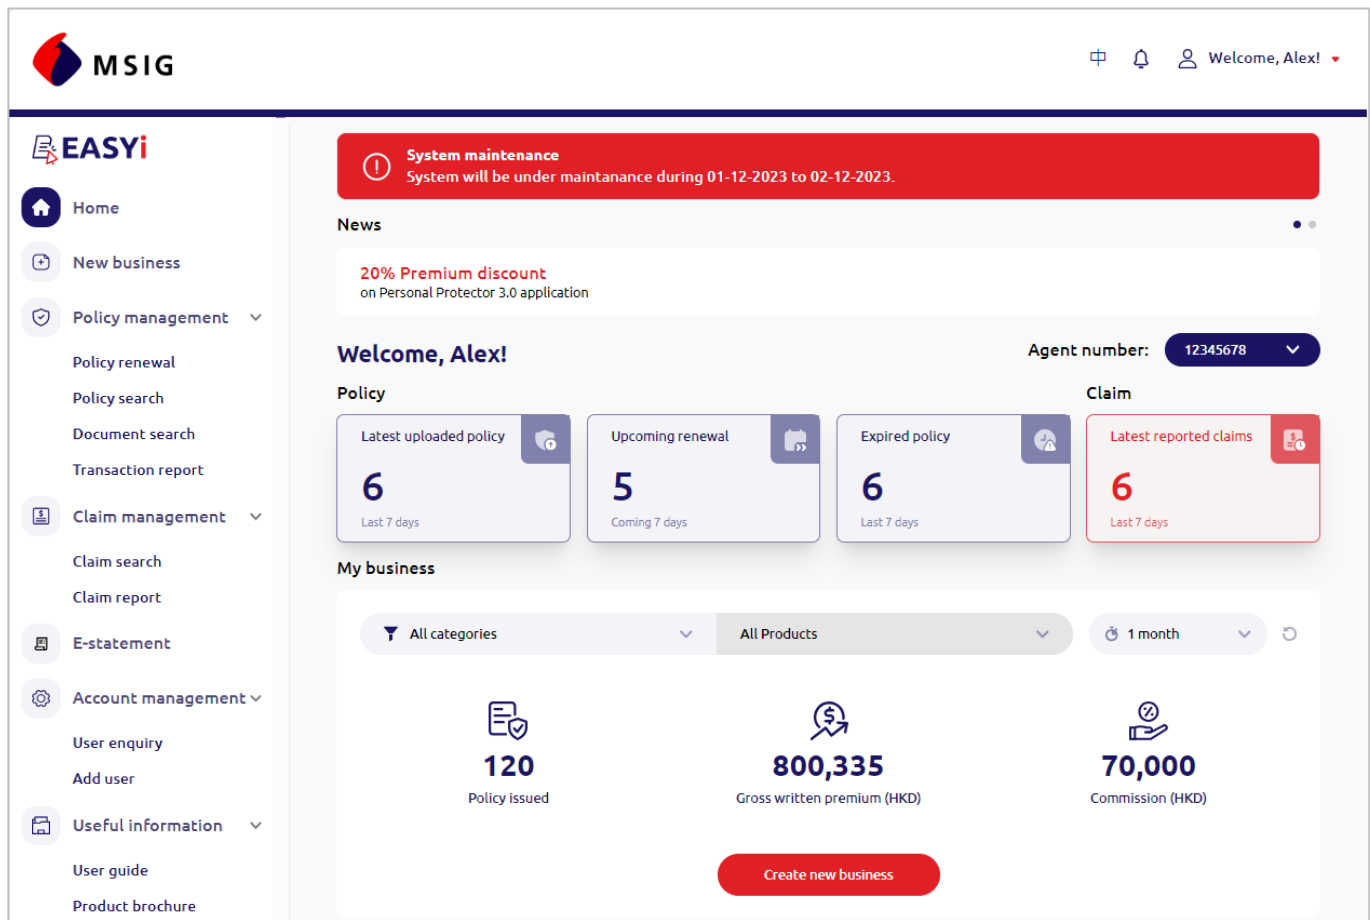 MSIG
中
Welcome, Alex!
EASYi
Home
New business
Policy management
Policy renewal
Policy search
Document search
Transaction report
Claim management
Claim search
Claim report
E-statement
Account management
User enquiry
Add user
Useful information
User guide
Product brochure
System maintenance
System will be under maintanance during 01-12-2023 to 02-12-2023.
News
20% Premium discount
on Personal Protector 3.0 application
Welcome, Alex!
Agent number: 12345678
Policy
Claim
Latest uploaded policy
6
Last 7 days
Upcoming renewal
5
Coming 7 days
Expired policy
6
Last 7 days
Latest reported claims
6
Last 7 days
My business
All categories
All Products
1 month
120
Policy issued
800,335
Gross written premium (HKD)
70,000
Commission (HKD)
Create new business